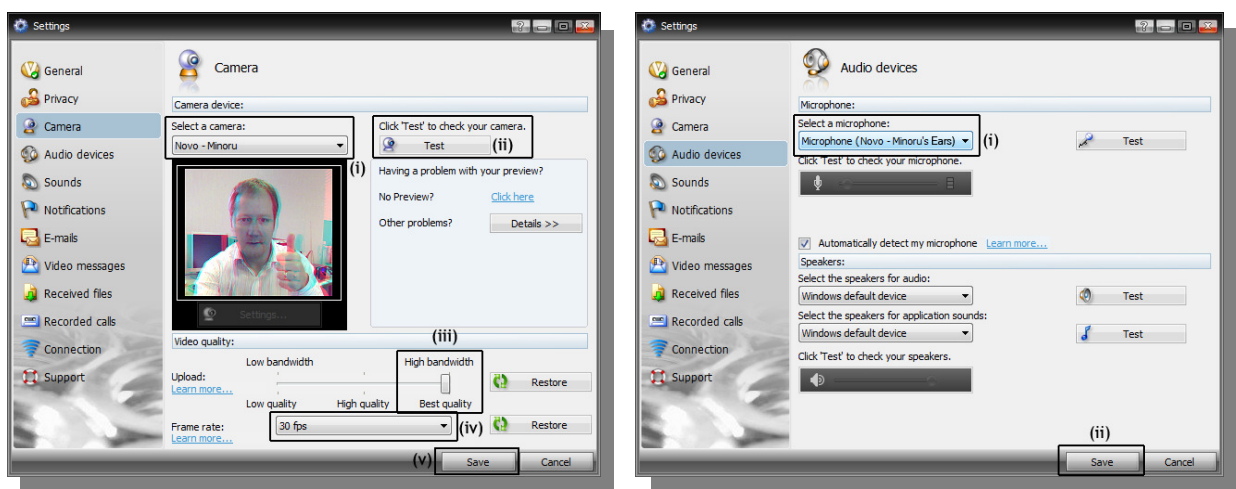 Settings
General
Privacy
Camera
Audio devices
Sounds
Notifications
E-mails
Video messages
Received files
Recorded calls
Connection
Support
Camera
Camera device:
Select a camera:
Novo - Minoru
(i)
Click 'Test' to check your camera.
Test
(ii)
Having a problem with your preview?
No Preview? Click here
Other problems? Details >>
Settings...
(iii)
Video quality:
Low bandwidth High bandwidth
Upload:
Learn more...
Restore
Low quality High quality Best quality
Frame rate:
Learn more...
30 fps
(iv)
Restore
(v)
Save
Cancel
Settings
General
Privacy
Camera
Audio devices
Sounds
Notifications
E-mails
Video messages
Received files
Recorded calls
Connection
Support
Audio devices
Microphone:
Select a microphone:
Microphone (Novo - Minoru's Ears)
(i)
Test
Click 'Test' to check your microphone.
Automatically detect my microphone Learn more...
Speakers:
Select the speakers for audio:
Windows default device
Test
Select the speakers for application sounds:
Windows default device
Test
Click 'Test' to check your speakers.
(ii)
Save
Cancel